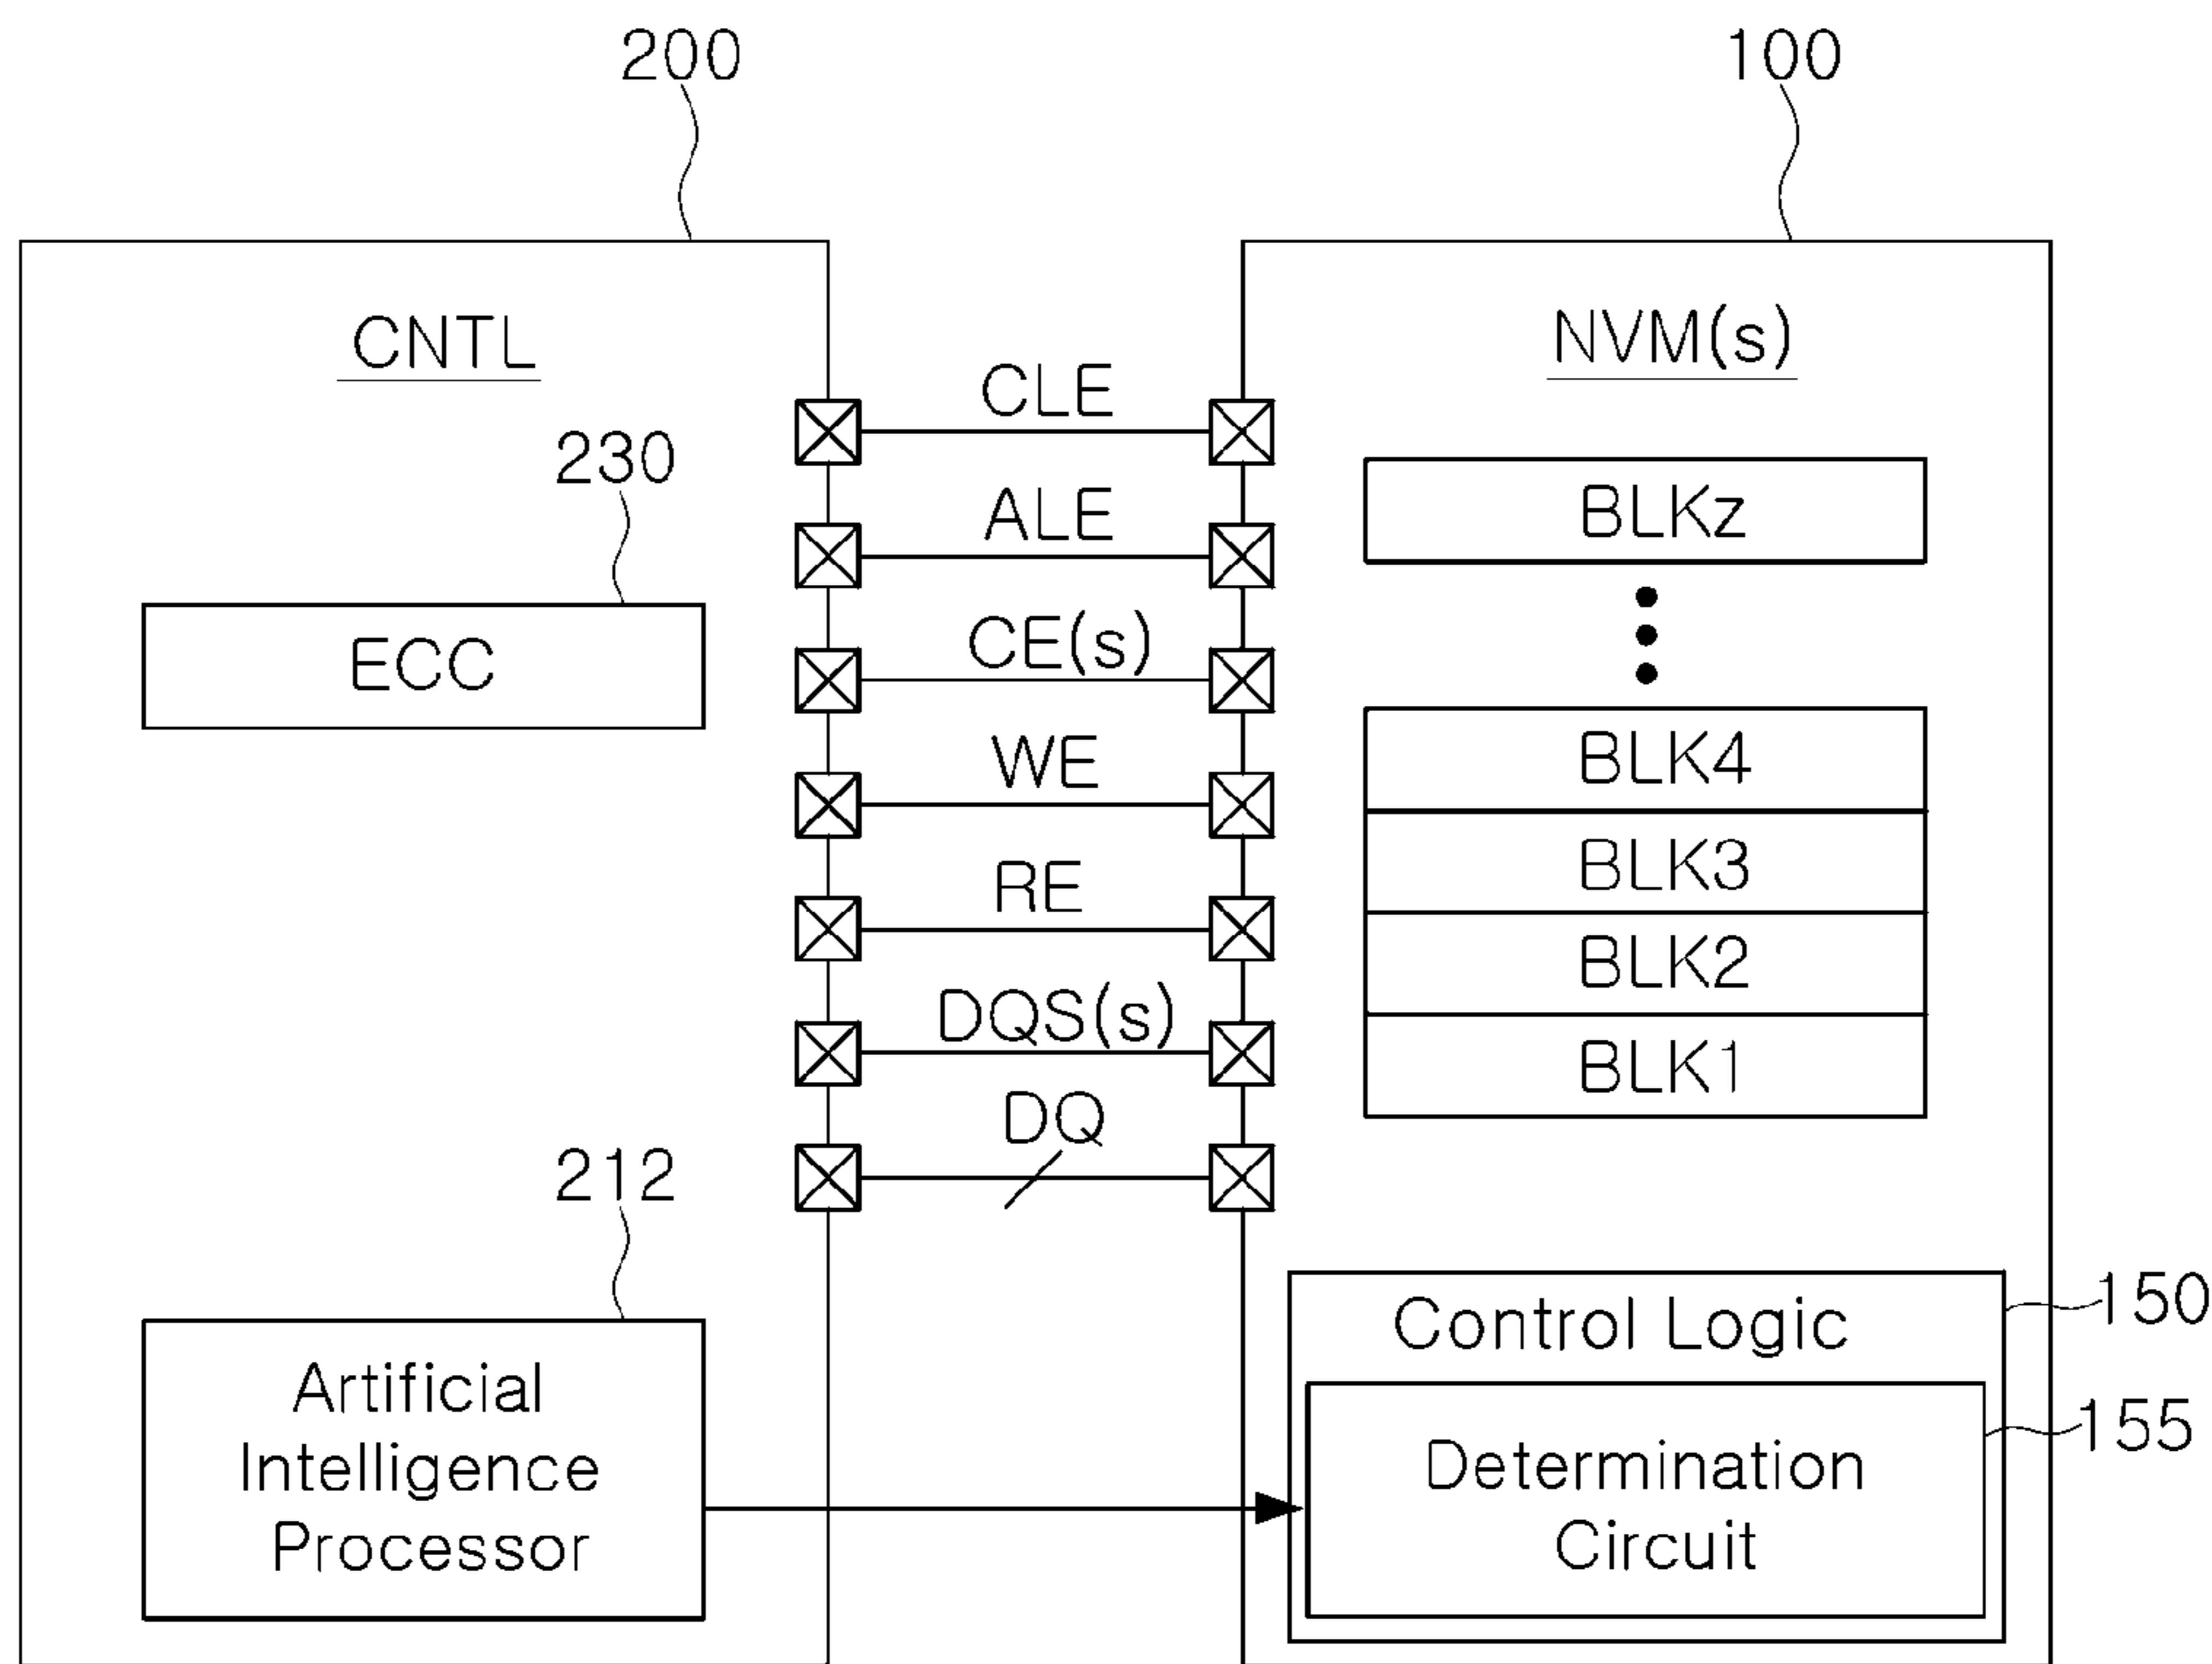 200
100
CNTL
NVM(s)
CLE
230
BLKz
ALE
ECC
CE(s)
WE
BLK4
RE
BLK3
BLK2
DQS(s)
BLK1
DQ
212
150
Control Logic
Artificial
Intelligence
Processor
155
Determination
Circuit